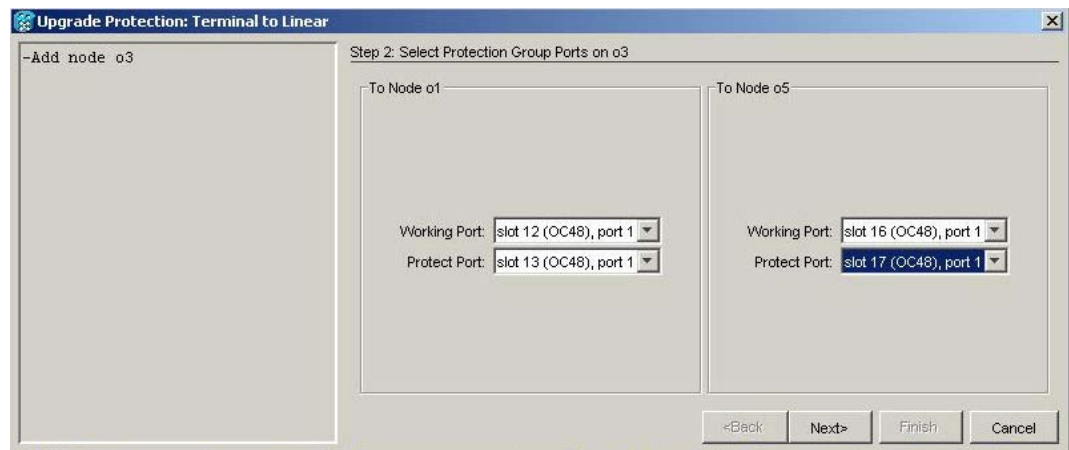 Upgrade Protection: Terminal to Linear
-Add node o3
Step 2: Select Protection Group Ports on o3
To Node o1
Working Port: slot 12 (OC48), port 1
Protect Port: slot 13 (OC48), port 1
To Node o5
Working Port: slot 16 (OC48), port 1
Protect Port: slot 17 (OC48), port 1
<Back Next> Finish Cancel